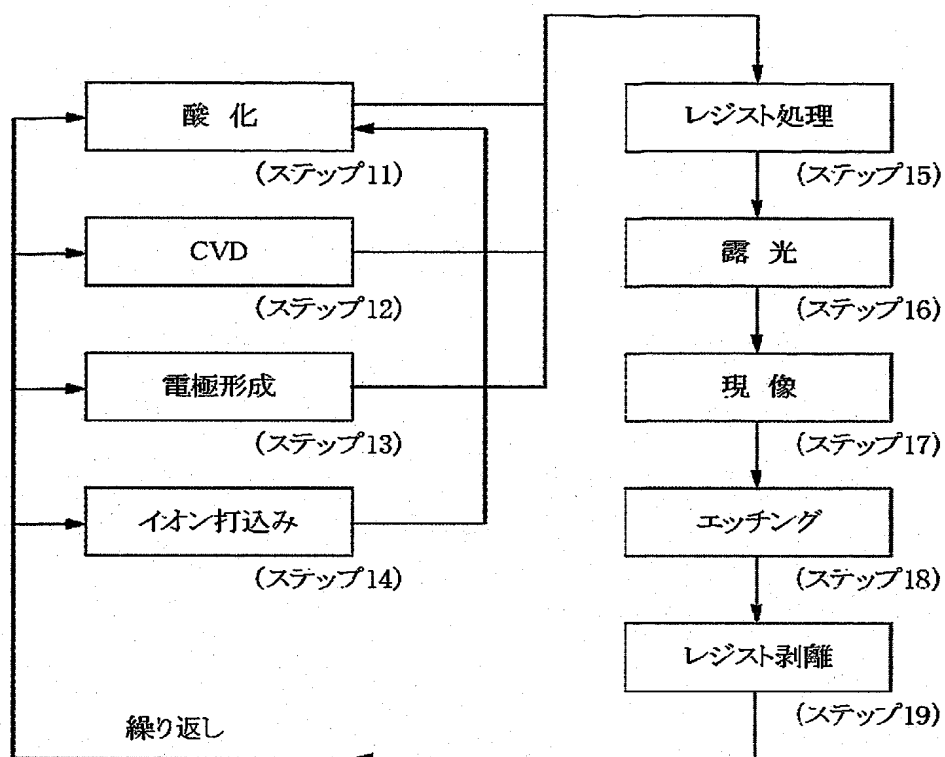 酸化
(ステップ11)
CVD
(ステップ12)
電極形成
(ステップ13)
イオン打込み
(ステップ14)
繰り返し
レジスト処理
(ステップ15)
露光
(ステップ16)
現像
(ステップ17)
エッチング
(ステップ18)
レジスト剥離
(ステップ19)